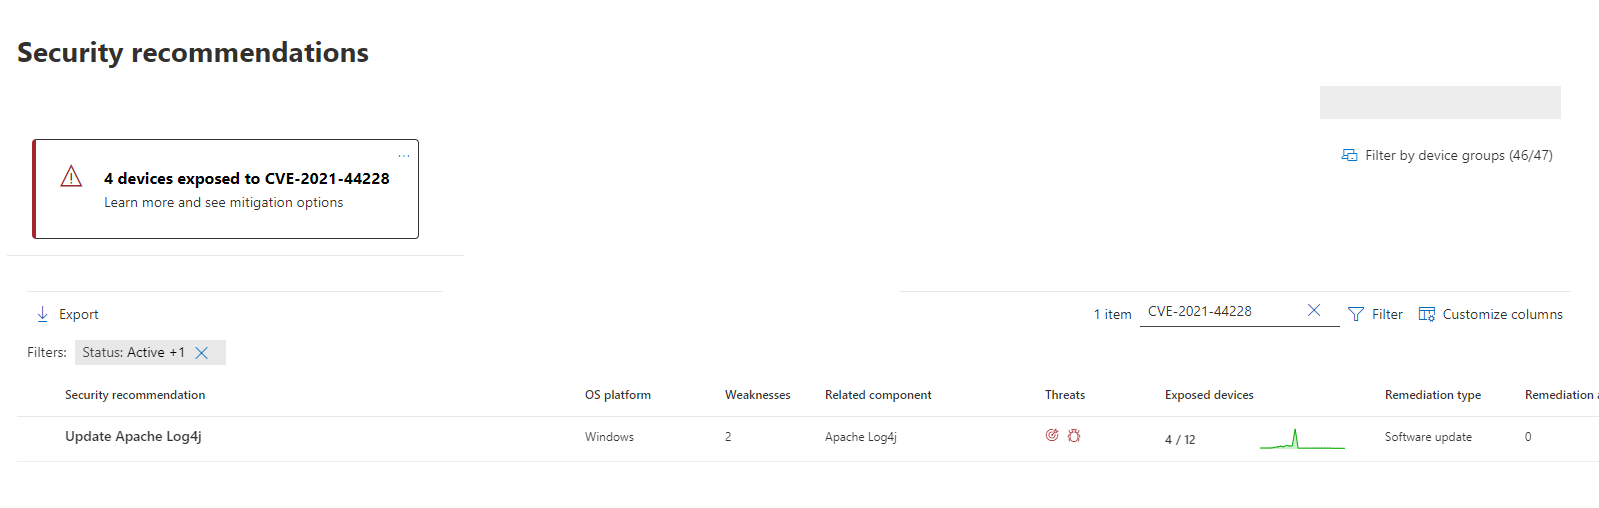 Security recommendations
Filter by device groups (46/47)
...
4 devices exposed to CVE-2021-44228
Learn more and see mitigation options
Export
1 item
CVE-2021-44228
Filter
Customize columns
Filters:
Status: Active +1
Security recommendation OS platform Weaknesses Related component Threats Exposed devices Remediation type Remediation a
Update Apache Log4j Windows 2 Apache Log4j 4 / 12 Software update 0